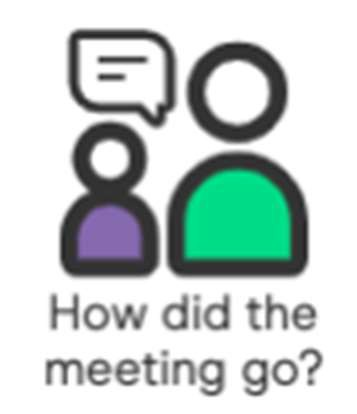 How did the
meeting go?